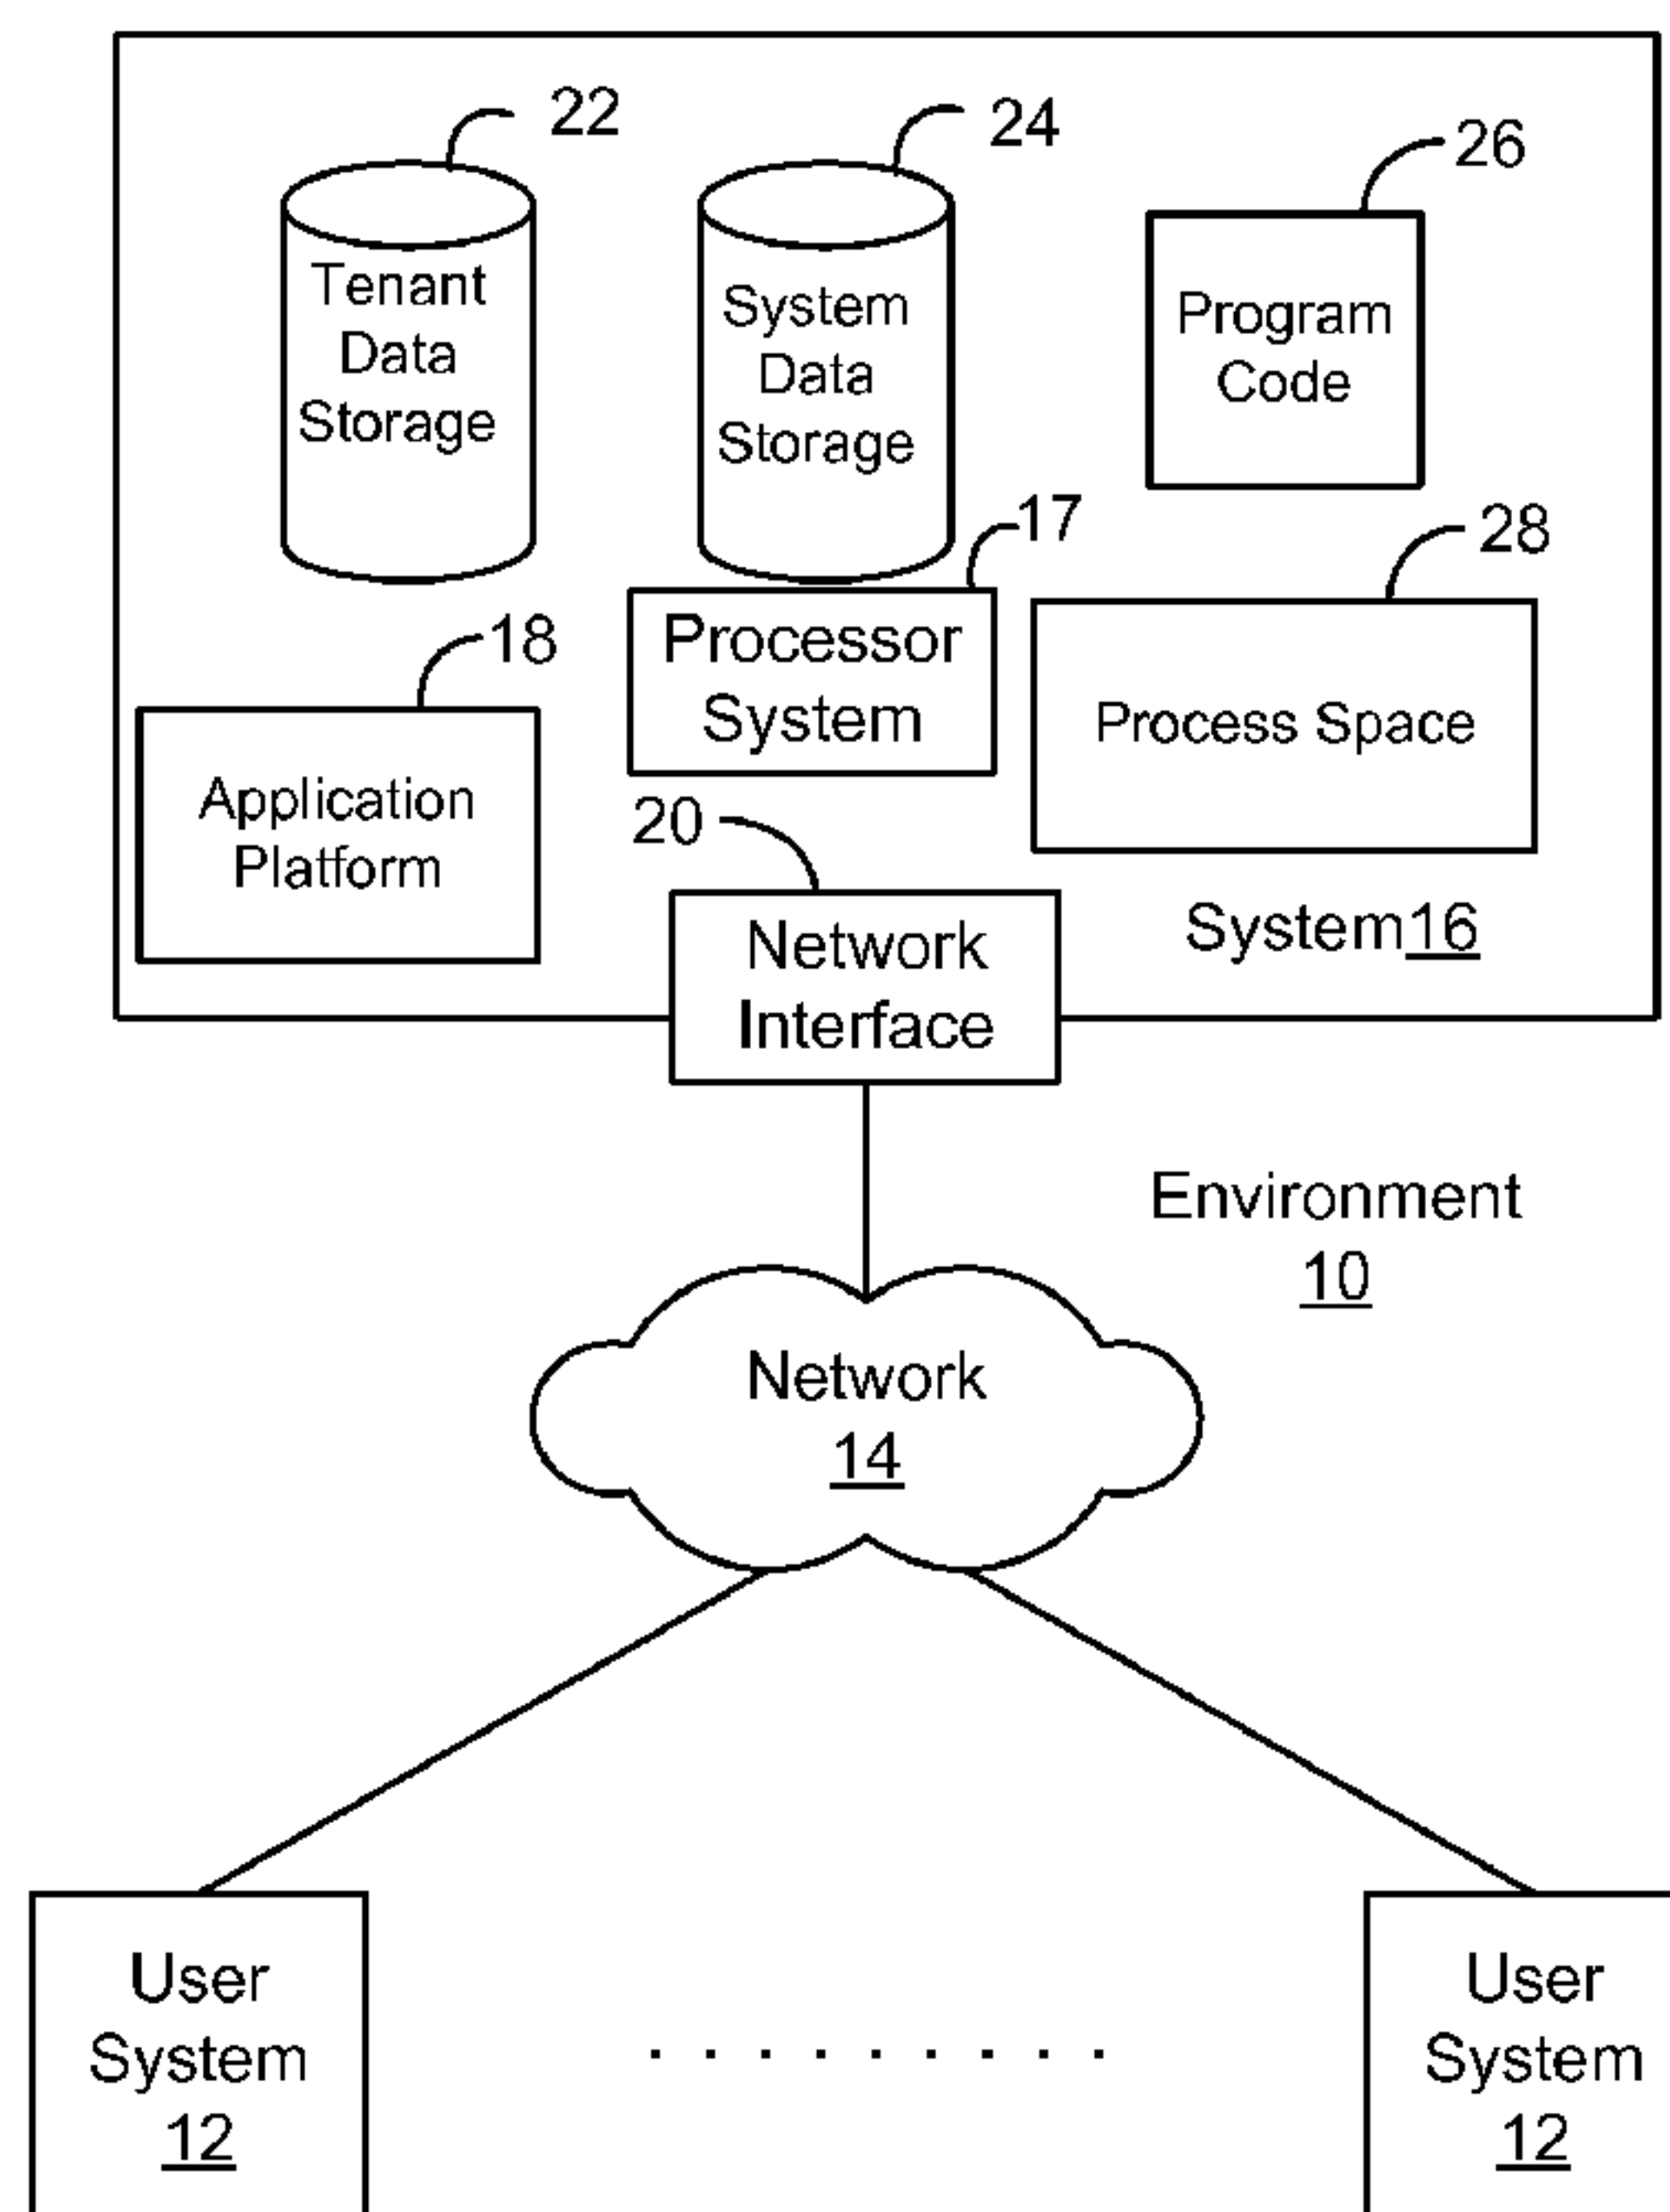 22
24
26
Tenant
Data
Storage
System
Data
Storage
Program
Code
17
28
18
Processor
System
Process Space
Application
Platform
20
Network
Interface
System16
Environment
10
Network
14
User
System
12
. . . . . . . . .
User
System
12